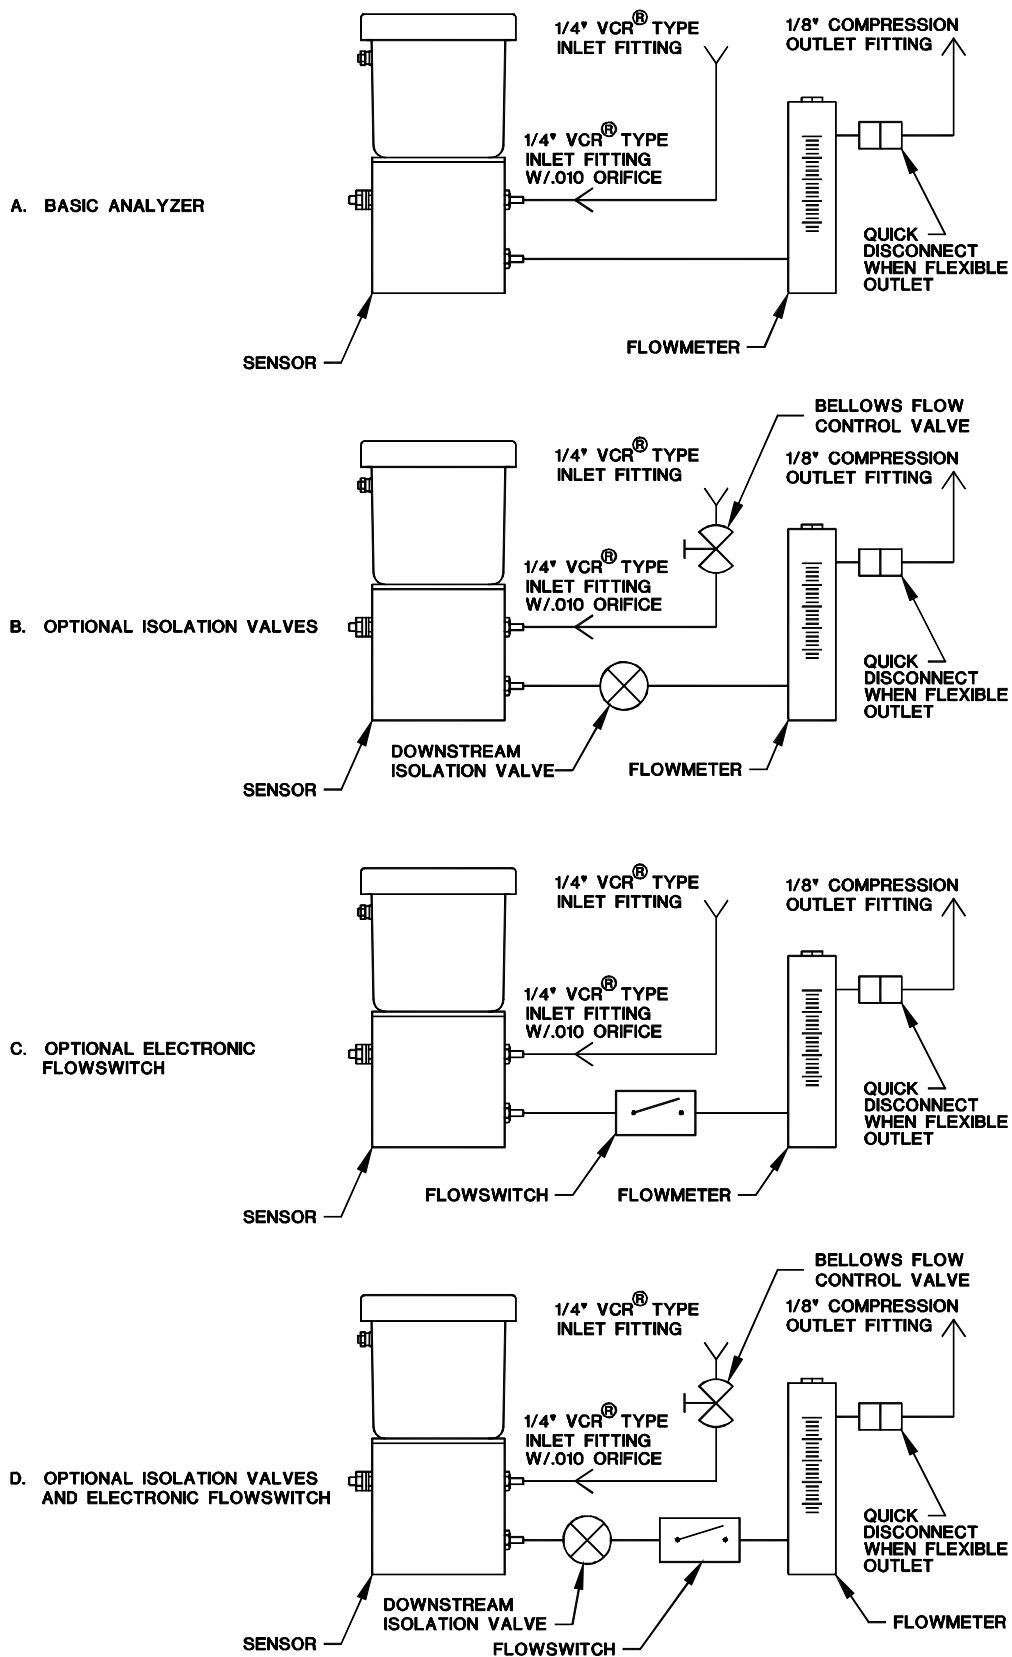 1/4" VCR® TYPE
INLET FITTING
1/8" COMPRESSION
OUTLET FITTING
1/4" VCR® TYPE
INLET FITTING
W/.010 ORIFICE
A. BASIC ANALYZER
QUICK
DISCONNECT
WHEN FLEXIBLE
OUTLET
FLOWMETER
SENSOR
BELLOWS FLOW
CONTROL VALVE
1/4" VCR® TYPE
INLET FITTING
1/8" COMPRESSION
OUTLET FITTING
1/4" VCR® TYPE
INLET FITTING
W/.010 ORIFICE
B. OPTIONAL ISOLATION VALVES
QUICK
DISCONNECT
WHEN FLEXIBLE
OUTLET
DOWNSTREAM
ISOLATION VALVE
FLOWMETER
SENSOR
1/4" VCR® TYPE
INLET FITTING
1/8" COMPRESSION
OUTLET FITTING
1/4" VCR® TYPE
INLET FITTING
W/.010 ORIFICE
C. OPTIONAL ELECTRONIC
FLOWSWITCH
QUICK
DISCONNECT
WHEN FLEXIBLE
OUTLET
FLOWSWITCH
FLOWMETER
SENSOR
BELLOWS FLOW
CONTROL VALVE
1/4" VCR® TYPE
INLET FITTING
1/8" COMPRESSION
OUTLET FITTING
1/4" VCR® TYPE
INLET FITTING
W/.010 ORIFICE
D. OPTIONAL ISOLATION VALVES
AND ELECTRONIC FLOWSWITCH
QUICK
DISCONNECT
WHEN FLEXIBLE
OUTLET
DOWNSTREAM
ISOLATION VALVE
FLOWMETER
SENSOR
FLOWSWITCH